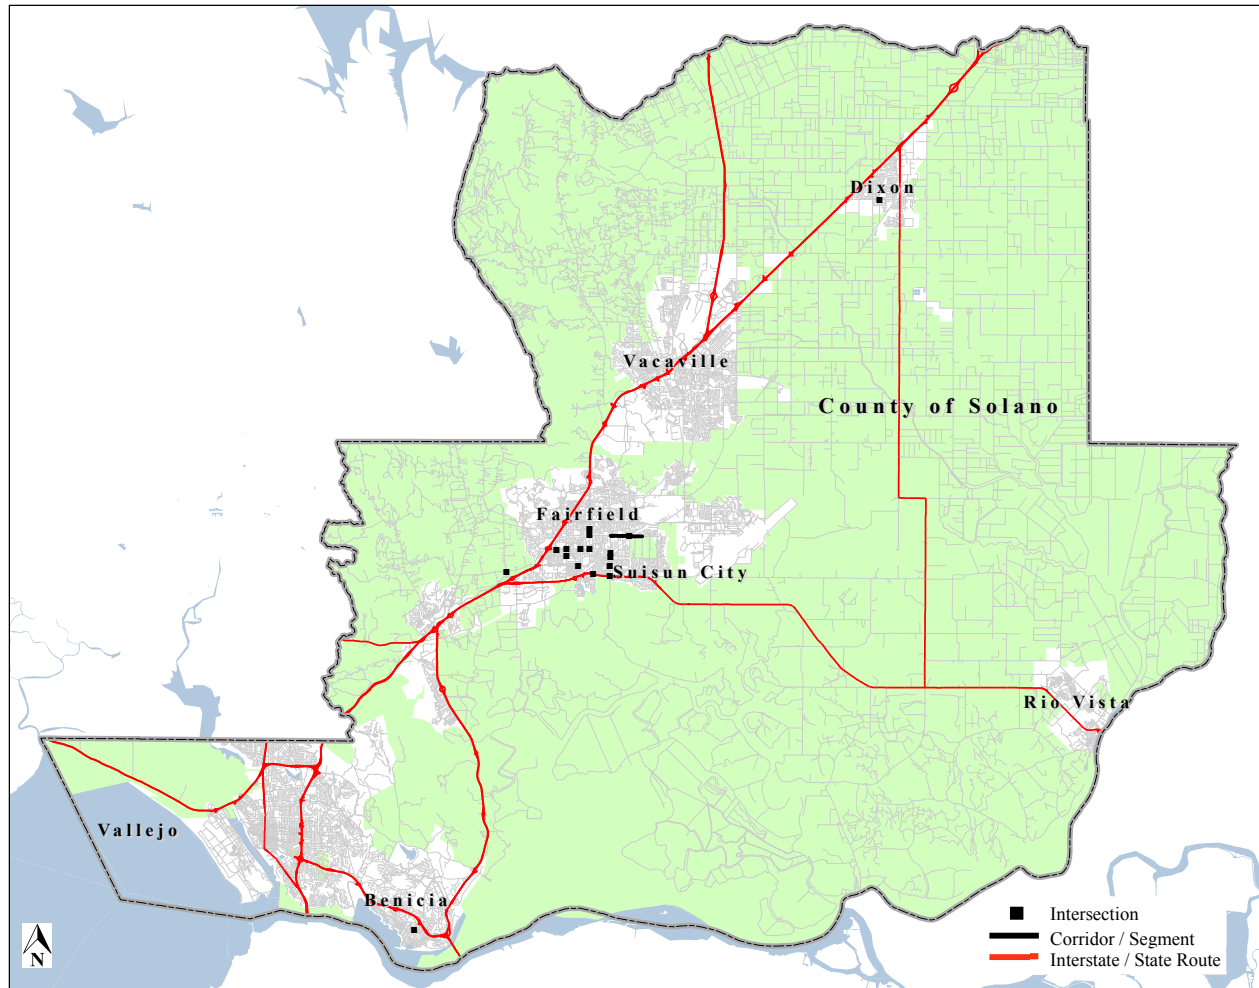 Dixon
Vacaville
County of Solano
Fairfield
Suisun City
Rio Vista
Vallejo
Benicia
N
Intersection
Corridor / Segment
Interstate / State Route